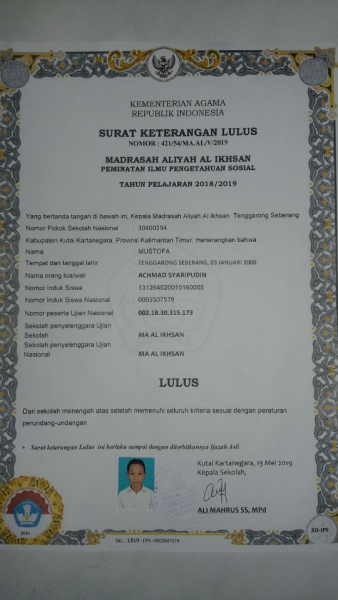 KEMENTERIAN AGAMA
REPUBLIK INDONESIA
SURAT KETERANGAN LULUS
NOMOR : 421/54/MA.AI./V/2019
MADRASAH ALIYAH AL IKHSAN
PEMINATAN ILMU PENGETAHUAN SOSIAL
TAHUN PELAJARAN 2018/2019
Yang bertanda tangan di bawah ini, Kepala Madrasah Aliyah Al Ikhsan Tenggarong Seberang
Nomor Pokok Sekolah Nasional : 30400294
Kabupaten Kutai Kartanegara, Provinsi Kalimantan Timur, menerangkan bahwa :
Nama : MUSTOFA
Tempat dan tanggal lahir : TENGGARONG SEBERANG, 03 JANUARI 2000
Nama orang tua/wali : ACHMAD SYARIPUDIN
Nomor induk Siswa : 131264020010160005
Nomor Induk Siswa Nasional : 0003507579
Nomor peserta Ujian Nasional : 002.18.30.315.173
Sekolah penyelenggara Ujian Sekolah : MA AL IKHSAN
Sekolah penyelenggara Ujian Nasional : MA AL IKHSAN
LULUS
Dari sekolah menengah atas setelah memenuhi seluruh kriteria sesuai dengan peraturan
perundang-undangan
• Surat keterangan Lulus ini berlaku sampai dengan diterbitkannya Ijazah Asli
Kutai Kartanegara, 13 Mei 2019
Kepala Sekolah,
ALI MAHRUS SS, MPd
2017
XII-IPS
SKL - 1819 - IPS - 0003507579